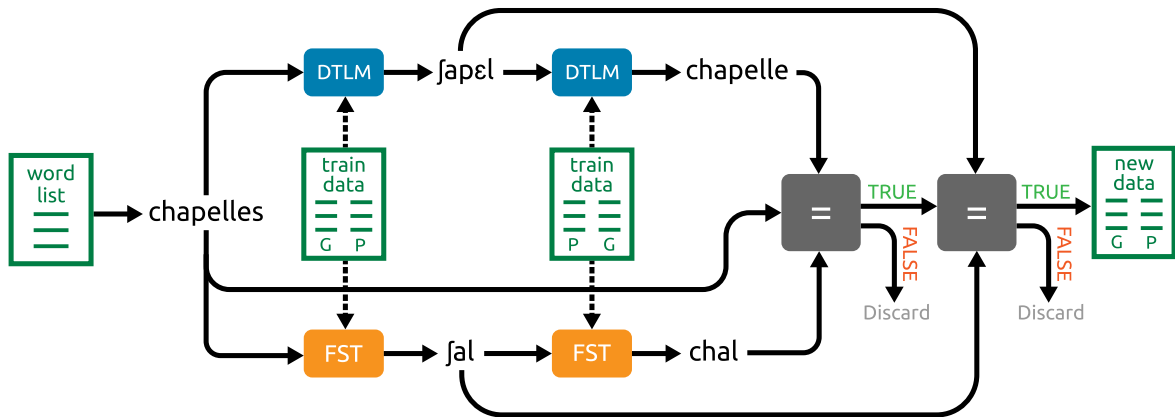 DTLM
ʃapɛl
DTLM
chapelle
word
list
chapelles
train
data
G P
train
data
P G
=
TRUE
FALSE
Discard
=
TRUE
FALSE
Discard
new
data
G P
FST
ʃal
FST
chal